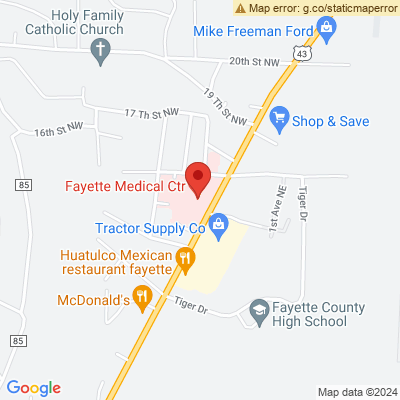 Map error: g.co/staticmaperror
Holy Family
Catholic Church
Mike Freeman Ford
43
20th St NW
19 Th St NW
17 Th St NW
16th St NW
Shop & Save
85
Fayette Medical Ctr
1st Ave NE
Tiger Dr
Tractor Supply Co
Huatulco Mexican
restaurant fayette
McDonald's
Tiger Dr
Fayette County
High School
85
Google
Map data ©2024